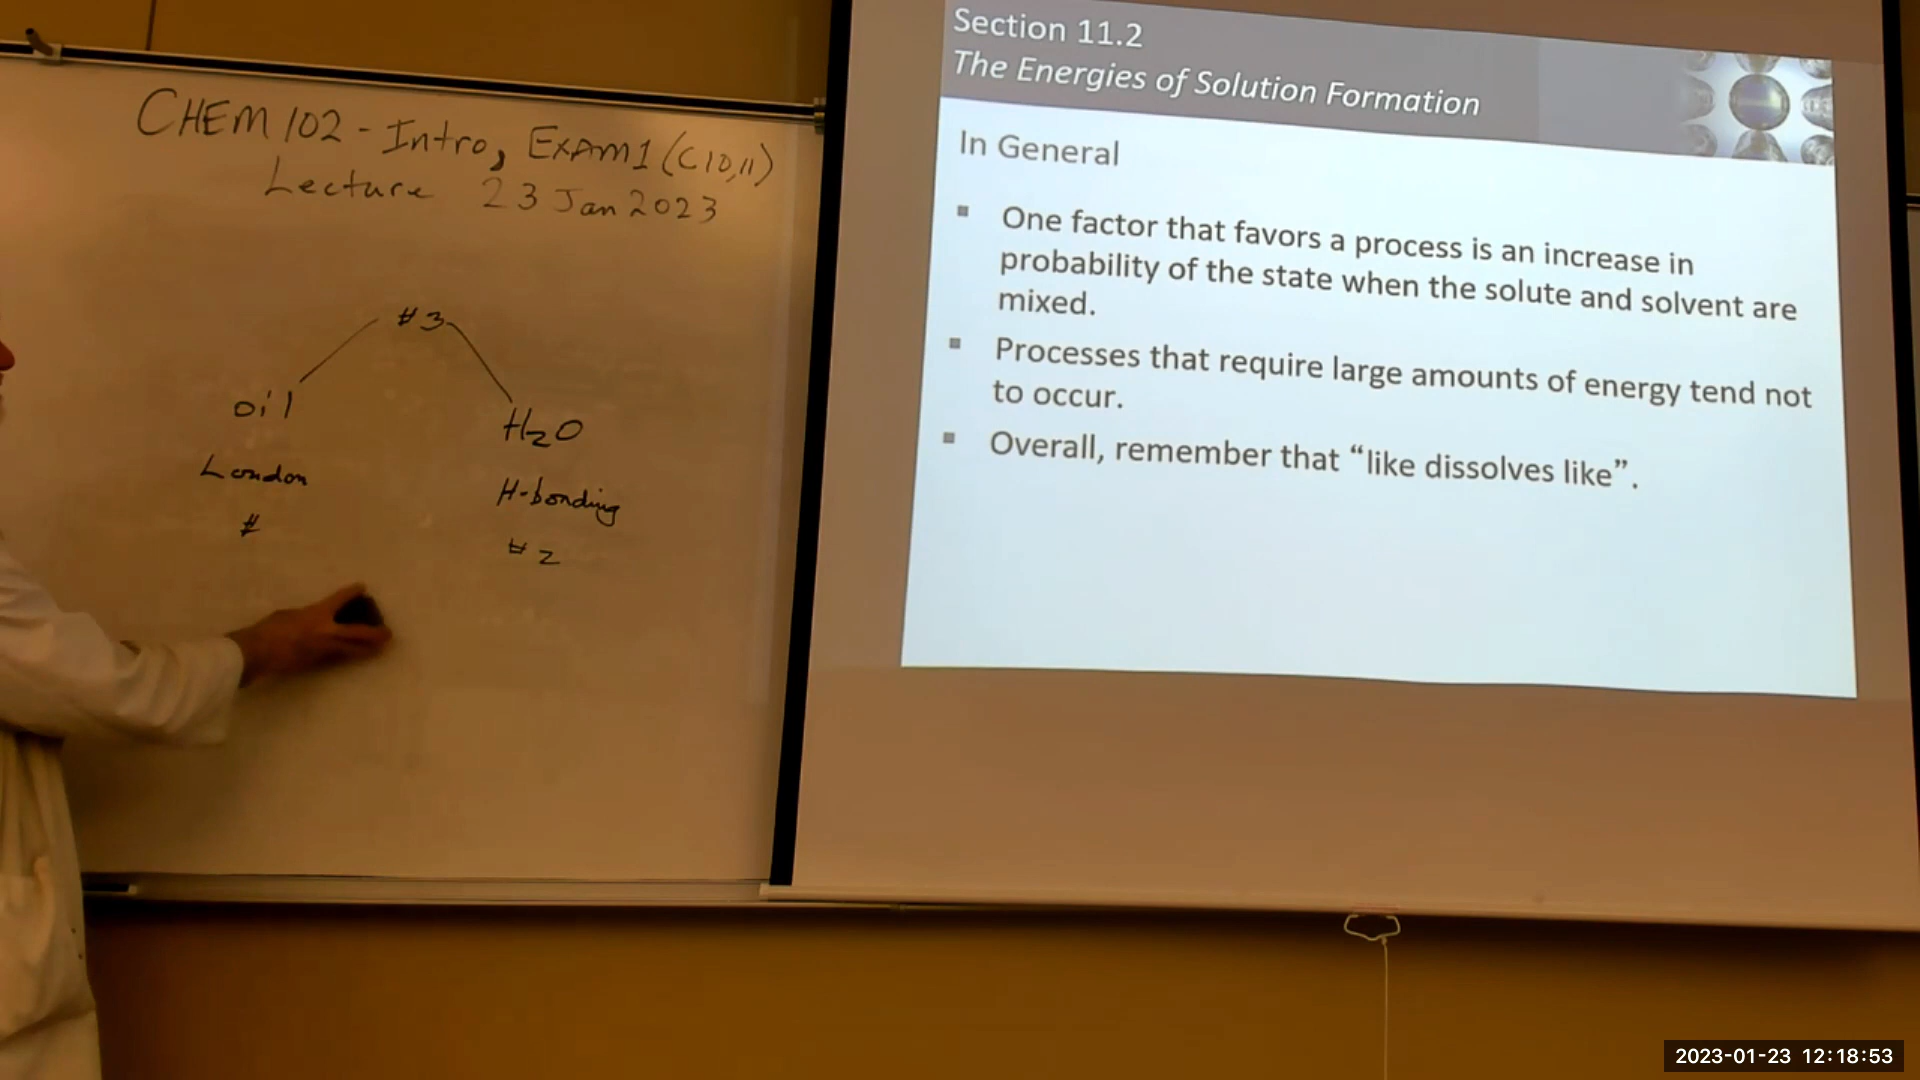 CHEM 102 - Intro, EXAM 1 (C10,11)
Lecture 23 Jan 2023
#3
oil
H2O
London
H-bonding
#
#2
Section 11.2
The Energies of Solution Formation
In General
▪ One factor that favors a process is an increase in
probability of the state when the solute and solvent are
mixed.
▪ Processes that require large amounts of energy tend not
to occur.
▪ Overall, remember that “like dissolves like”.
2023-01-23 12:18:53